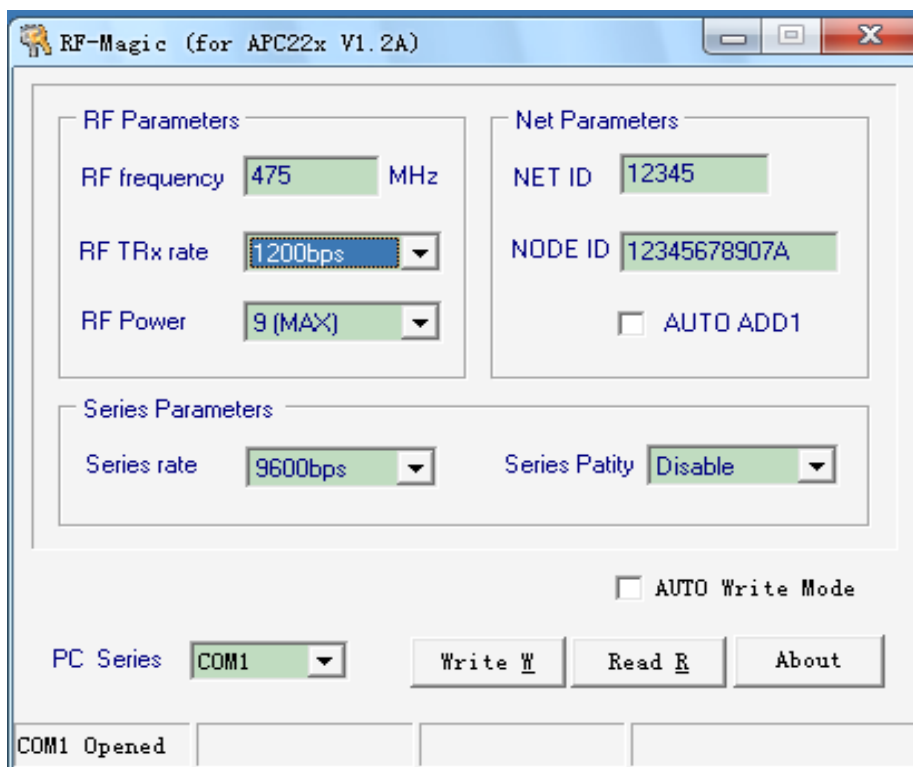 RF-Magic (for APC22x V1.2A)
RF Parameters
RF frequency 475 MHz
RF TRx rate 1200bps
RF Power 9 (MAX)
Net Parameters
NET ID 12345
NODE ID 12345678907A
AUTO ADD1
Series Parameters
Series rate 9600bps Series Patity Disable
AUTO Write Mode
PC Series COM1 Write W Read R About
COM1 Opened